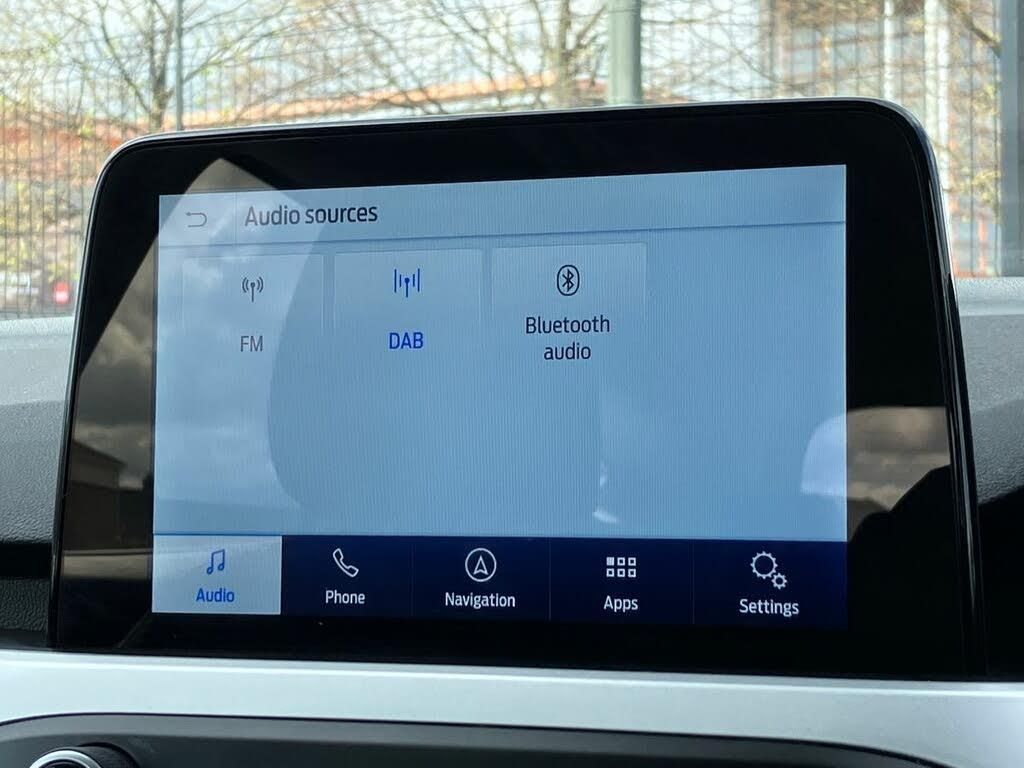 Audio sources
FM
DAB
Bluetooth
audio
Audio
Phone
Navigation
Apps
Settings